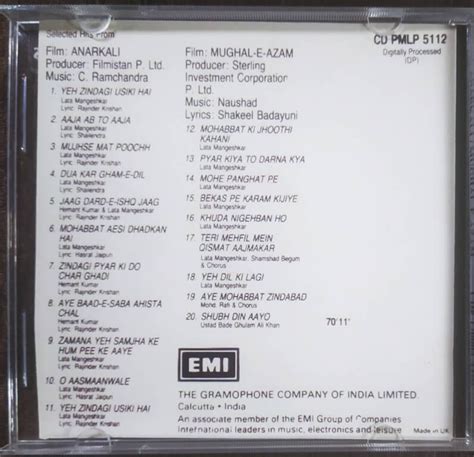 Selected Hits From
CD PMLP 5112
Digitally Processed
(DP)
Film: ANARKALI
Producer: Filmistan P. Ltd.
Music: C. Ramchandra
1. YEH ZINDAGI USIKI HAI
Lata Mangeshkar
Lyric: Rajinder Krishan
2. AAJA AB TO AAJA
Lata Mangeshkar
Lyric: Shailendra
3. MUJHSE MAT POOCHH
Lata Mangeshkar
Lyric: Rajinder Krishan
4. DUA KAR GHAM-E-DIL
Lata Mangeshkar
Lyric: Shailendra
5. JAAG DARD-E-ISHQ JAAG
Hemant Kumar & Lata Mangeshkar
Lyric: Rajinder Krishan
6. MOHABBAT AESI DHADKAN
HAI
Lata Mangeshkar
Lyric: Rajinder Krishan
7. ZINDAGI PYAR KI DO
CHAR GHADI
Hemant Kumar
Lyric: Rajinder Krishan
8. AYE BAAD-E-SABA AHISTA
CHAL
Hemant Kumar
Lyric: Rajinder Krishan
9. ZAMANA YEH SAMJHA KE
HUM PEE KE AAYE
Lata Mangeshkar
Lyric: Rajinder Krishan
10. O AASMAANWALE
Lata Mangeshkar
Lyric: Hasrat Jaipuri
11. YEH ZINDAGI USIKI HAI
Lata Mangeshkar
Lyric: Rajinder Krishan
Film: MUGHAL-E-AZAM
Producer: Sterling
Investment Corporation
P. Ltd.
Music: Naushad
Lyrics: Shakeel Badayuni
12. MOHABBAT KI JHOOTHI
KAHANI
Lata Mangeshkar
13. PYAR KIYA TO DARNA KYA
Lata Mangeshkar
14. MOHE PANGHAT PE
Lata Mangeshkar
15. BEKAS PE KARAM KIJIYE
Lata Mangeshkar
16. KHUDA NIGEHBAN HO
Lata Mangeshkar
17. TERI MEHFIL MEIN
QISMAT AAJMAKAR
Lata Mangeshkar, Shamshad Begum
& Chorus
18. YEH DIL KI LAGI
Lata Mangeshkar
19. AYE MOHABBAT ZINDABAD
Mohd. Rafi & Chorus
20. SHUBH DIN AAYO
Ustad Bade Ghulam Ali Khan
70'11"
EMI
THE GRAMOPHONE COMPANY OF INDIA LIMITED.
Calcutta • India
An associate member of the EMI Group of Companies
International leaders in music, electronics and leisure
Made in UK